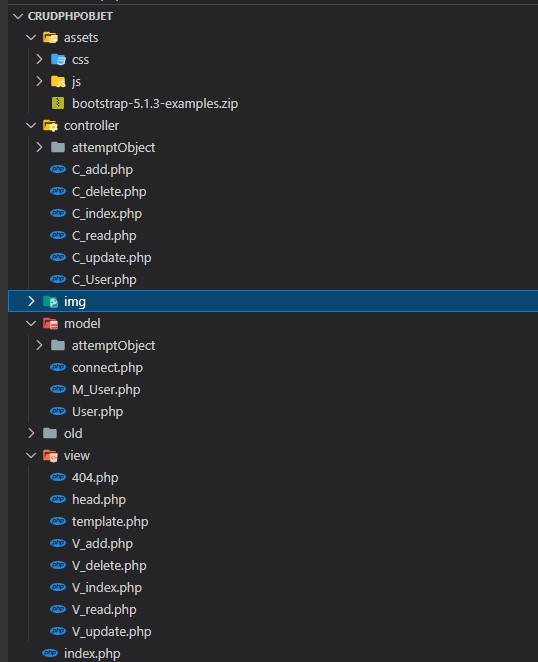 CRUDPHPOBJET
assets
css
js
bootstrap-5.1.3-examples.zip
controller
attemptObject
C_add.php
C_delete.php
C_index.php
C_read.php
C_update.php
C_User.php
img
model
attemptObject
connect.php
M_User.php
User.php
old
view
404.php
head.php
template.php
V_add.php
V_delete.php
V_index.php
V_read.php
V_update.php
index.php